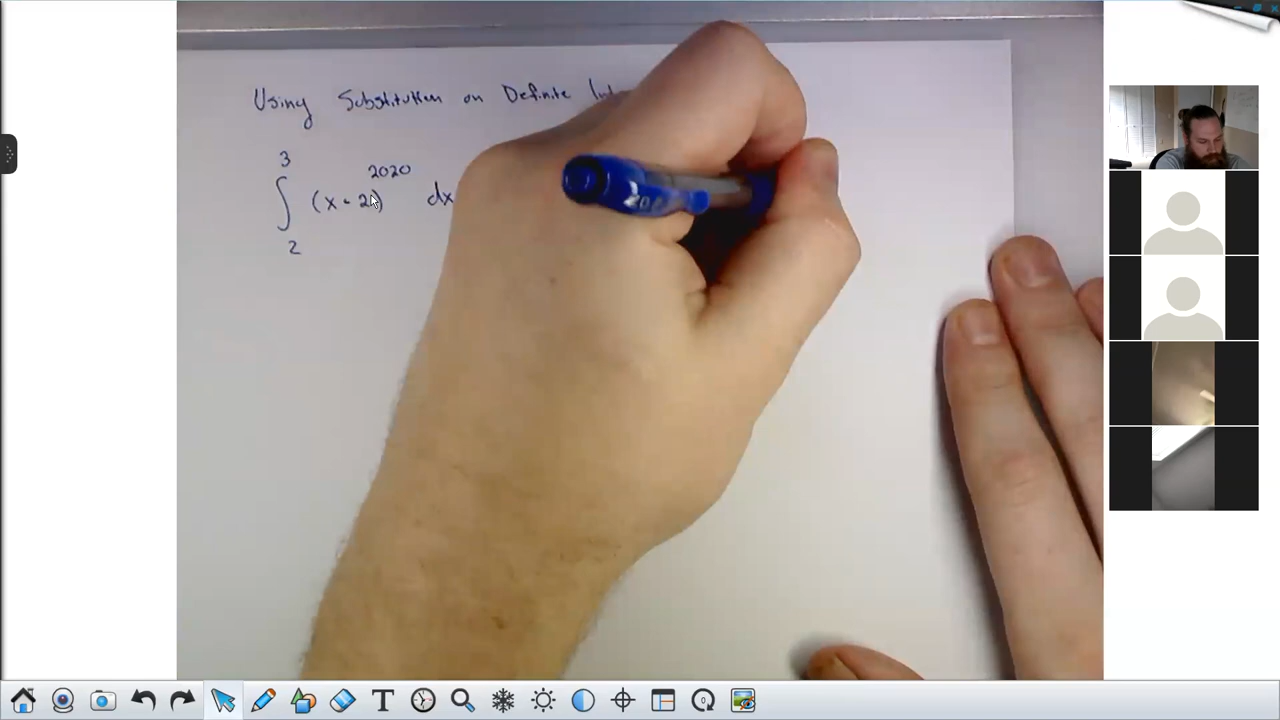 Using Substitution on Definite
3
∫ (x - 2)^2020 dx
2